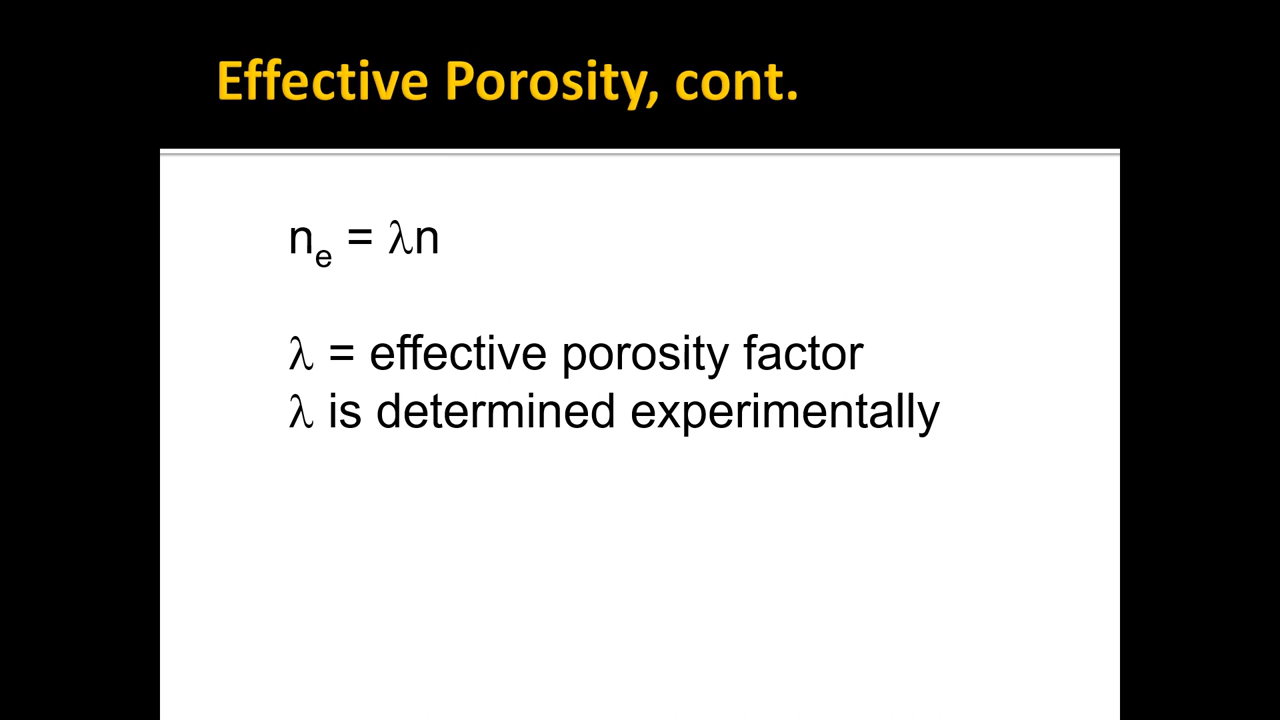 Effective Porosity, cont.
nₑ = λn
λ = effective porosity factor
λ is determined experimentally